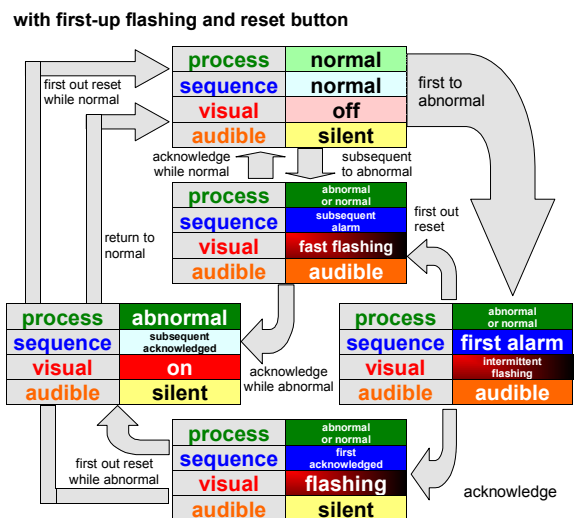 with first-up flashing and reset button
process normal
sequence normal
visual off
audible silent
first out reset
while normal
first to
abnormal
acknowledge
while normal
subsequent
to abnormal
process abnormal
or normal
sequence subsequent
alarm
visual fast flashing
audible audible
first out
reset
return to
normal
process abnormal
sequence subsequent
acknowledged
visual on
audible silent
acknowledge
while abnormal
process abnormal
or normal
sequence first alarm
visual intermittent
flashing
audible audible
process abnormal
or normal
sequence first
acknowledged
visual flashing
audible silent
first out reset
while abnormal
acknowledge